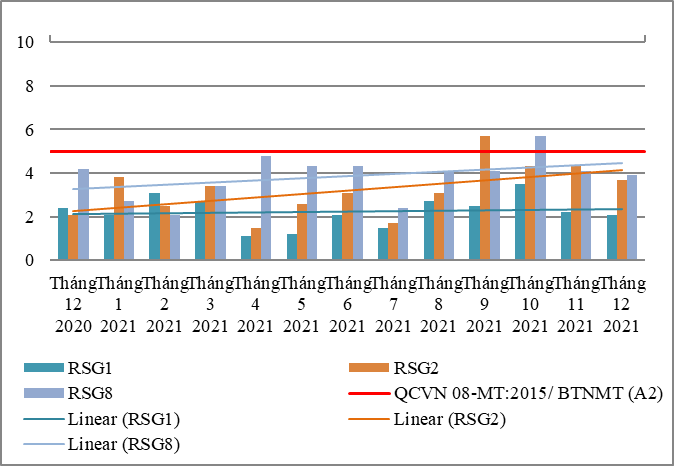 10
8
6
4
2
0
Tháng Tháng Tháng Tháng Tháng Tháng Tháng Tháng Tháng Tháng Tháng Tháng Tháng
12 1 2 3 4 5 6 7 8 9 10 11 12
2020 2021 2021 2021 2021 2021 2021 2021 2021 2021 2021 2021 2021
RSG1 RSG2
RSG8 QCVN 08-MT:2015/ BTNMT (A2)
Linear (RSG1) Linear (RSG2)
Linear (RSG8)